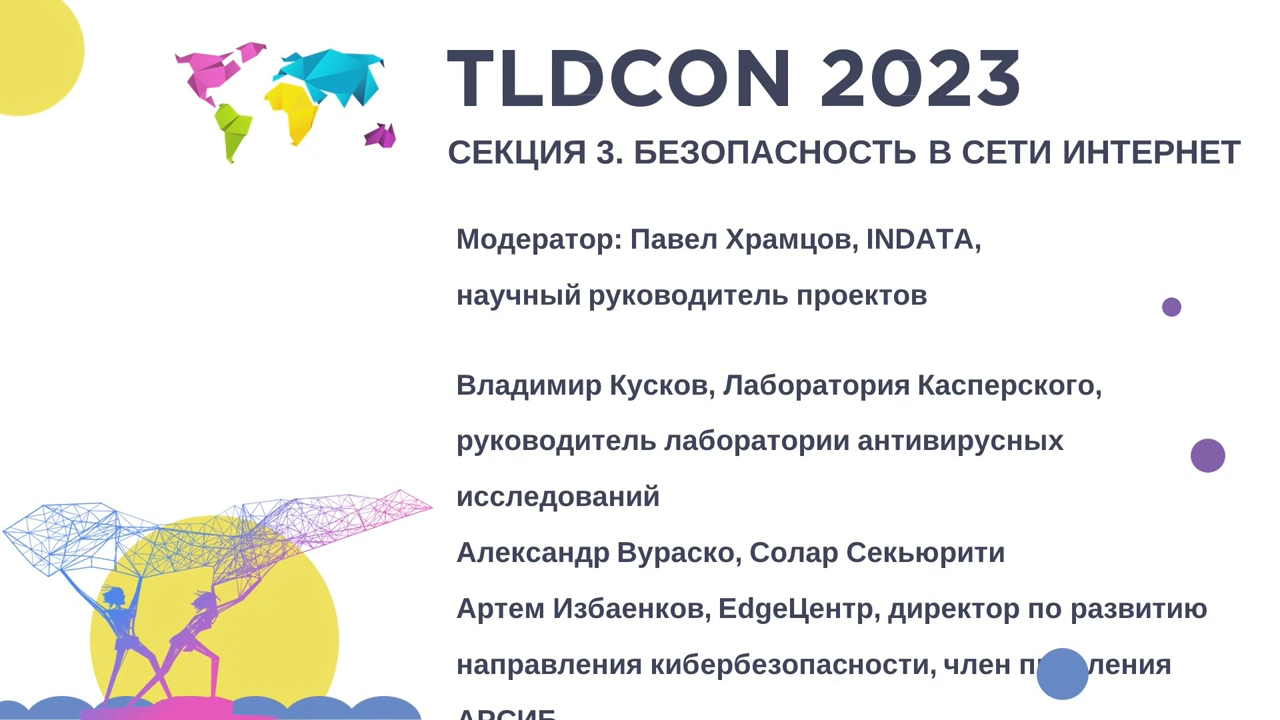 TLDCON 2023
СЕКЦИЯ 3. БЕЗОПАСНОСТЬ В СЕТИ ИНТЕРНЕТ
Модератор: Павел Храмцов, INDATA,
научный руководитель проектов
Владимир Кусков, Лаборатория Касперского,
руководитель лаборатории антивирусных
исследований
Александр Вураско, Солар Секьюрити
Артем Избаенков, EdgeЦентр, директор по развитию
направления кибербезопасности, член
АРСИБ